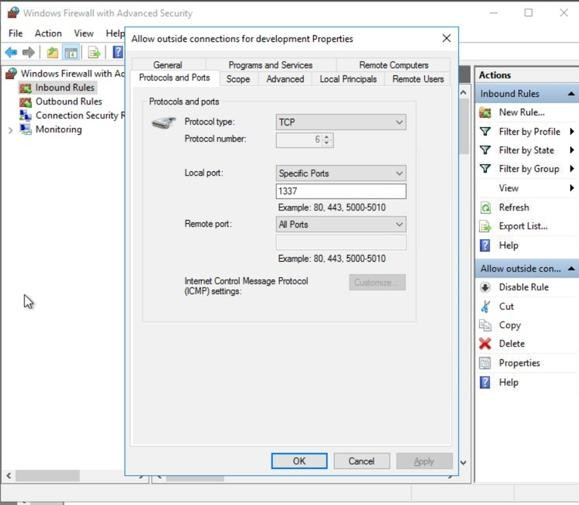 Windows Firewall with Advanced Security
File Action View Help
Windows Firewall with Ad
Inbound Rules
Outbound Rules
Connection Security R
Monitoring
Allow outside connections for development Properties
General Programs and Services Remote Computers
Protocols and Ports Scope Advanced Local Principals Remote Users
Protocols and ports
Protocol type: TCP
Protocol number: 6
Local port: Specific Ports
1337
Example: 80, 443, 5000-5010
Remote port: All Ports
Example: 80, 443, 5000-5010
Internet Control Message Protocol
(ICMP) settings: Customize...
OK Cancel Apply
Actions
Inbound Rules
New Rule...
Filter by Profile
Filter by State
Filter by Group
View
Refresh
Export List...
Help
Allow outside con...
Disable Rule
Cut
Copy
Delete
Properties
Help